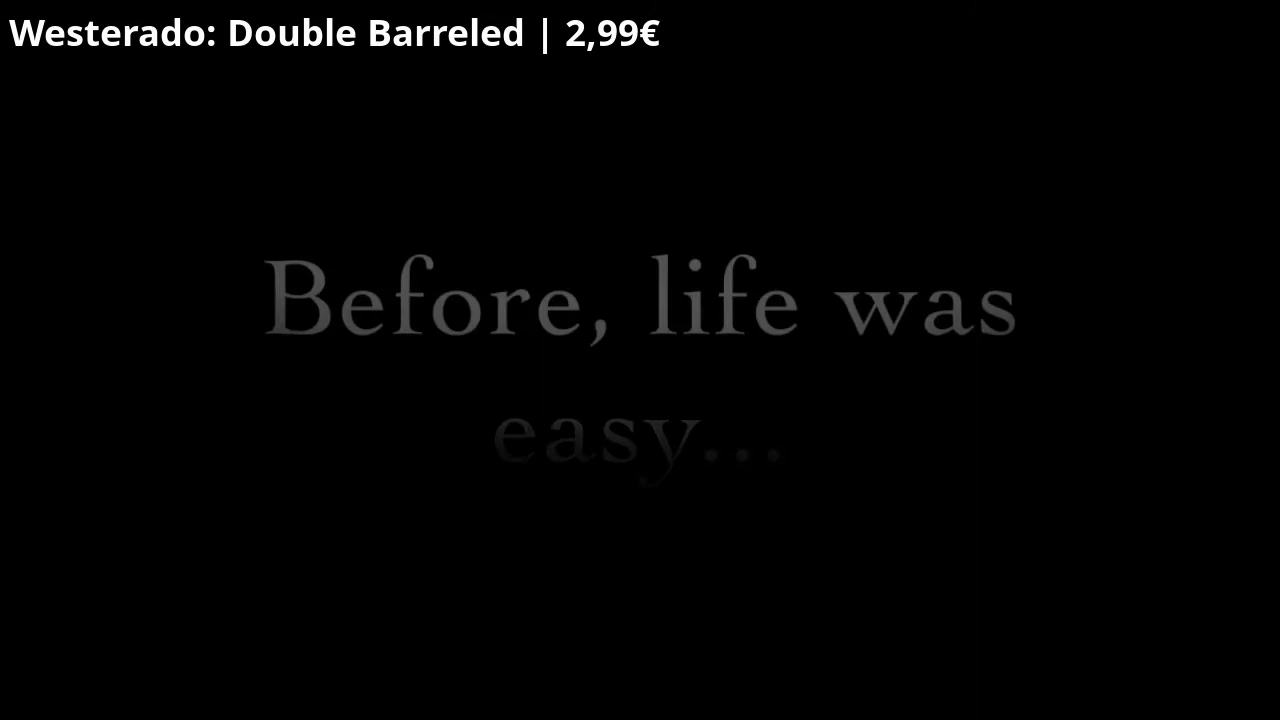 Westerado: Double Barreled | 2,99€
Before, life was
easy...